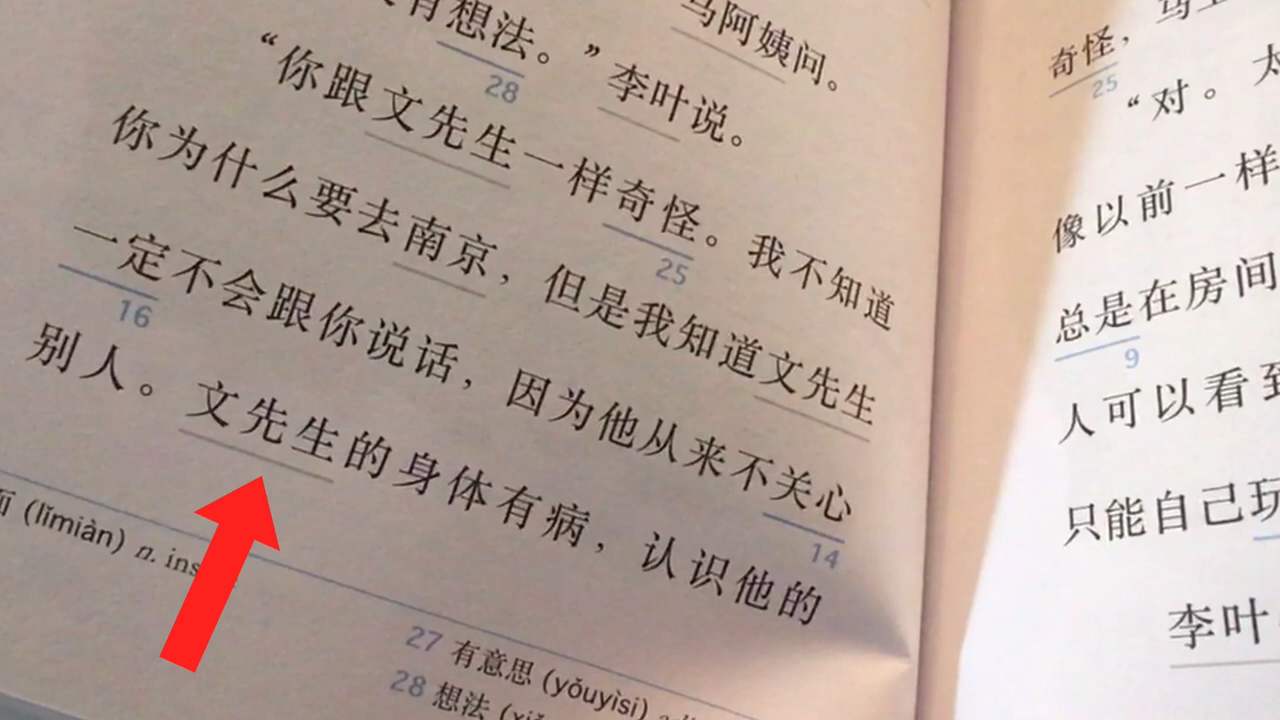 马阿姨问。
有想法。”李叶说。
28
“你跟文先生一样奇怪。我不知道
25
你为什么要去南京，但是我知道文先生
一定不会跟你说话，因为他从来不关心
16
14
别人。文先生的身体有病，认识他的
(lǐmiàn) n. ins
27 有意思 (yǒuyìsi)
28 想法
奇怪，
25
“对。
像以前一样
总是在房间
9
人可以看到
只能自己玩
李叶